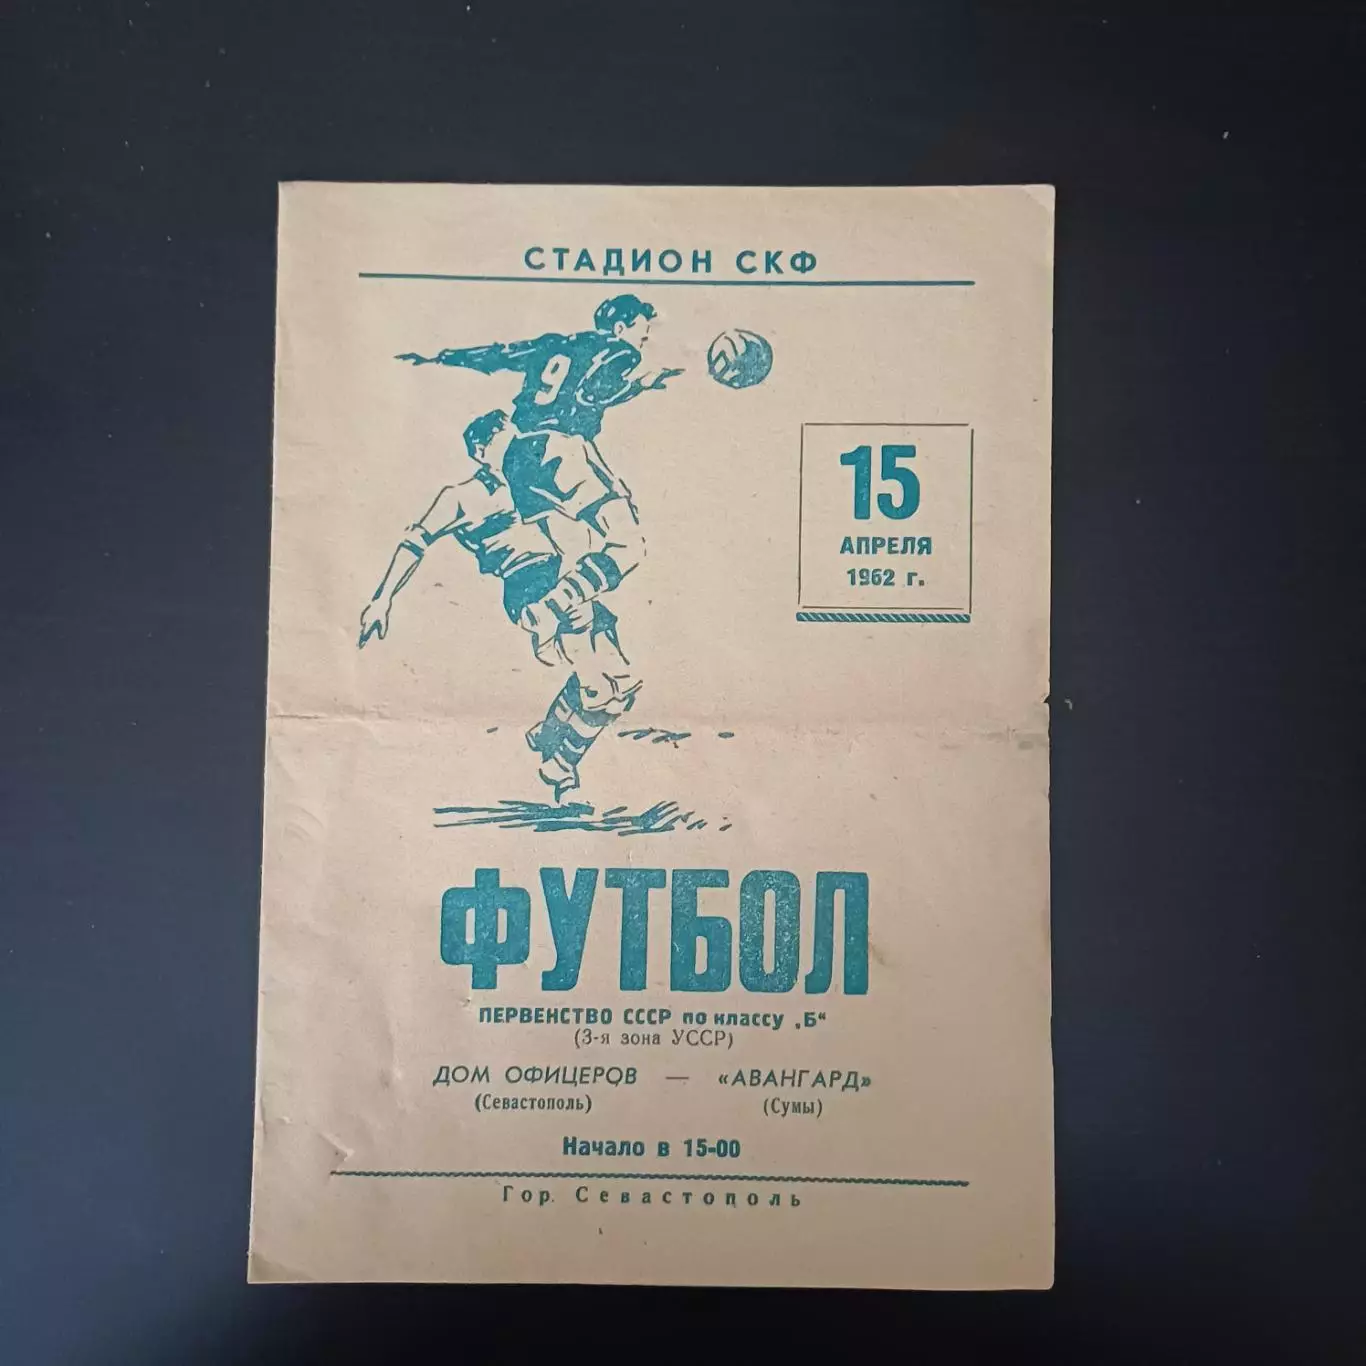 СТАДИОН СКФ
9
15
АПРЕЛЯ
1962 г.
ФУТБОЛ
ПЕРВЕНСТВО СССР по классу „Б“
(3-я зона УССР)
ДОМ ОФИЦЕРОВ — «АВАНГАРД»
(Севастополь) (Сумы)
Начало в 15-00
Гор. Севастополь